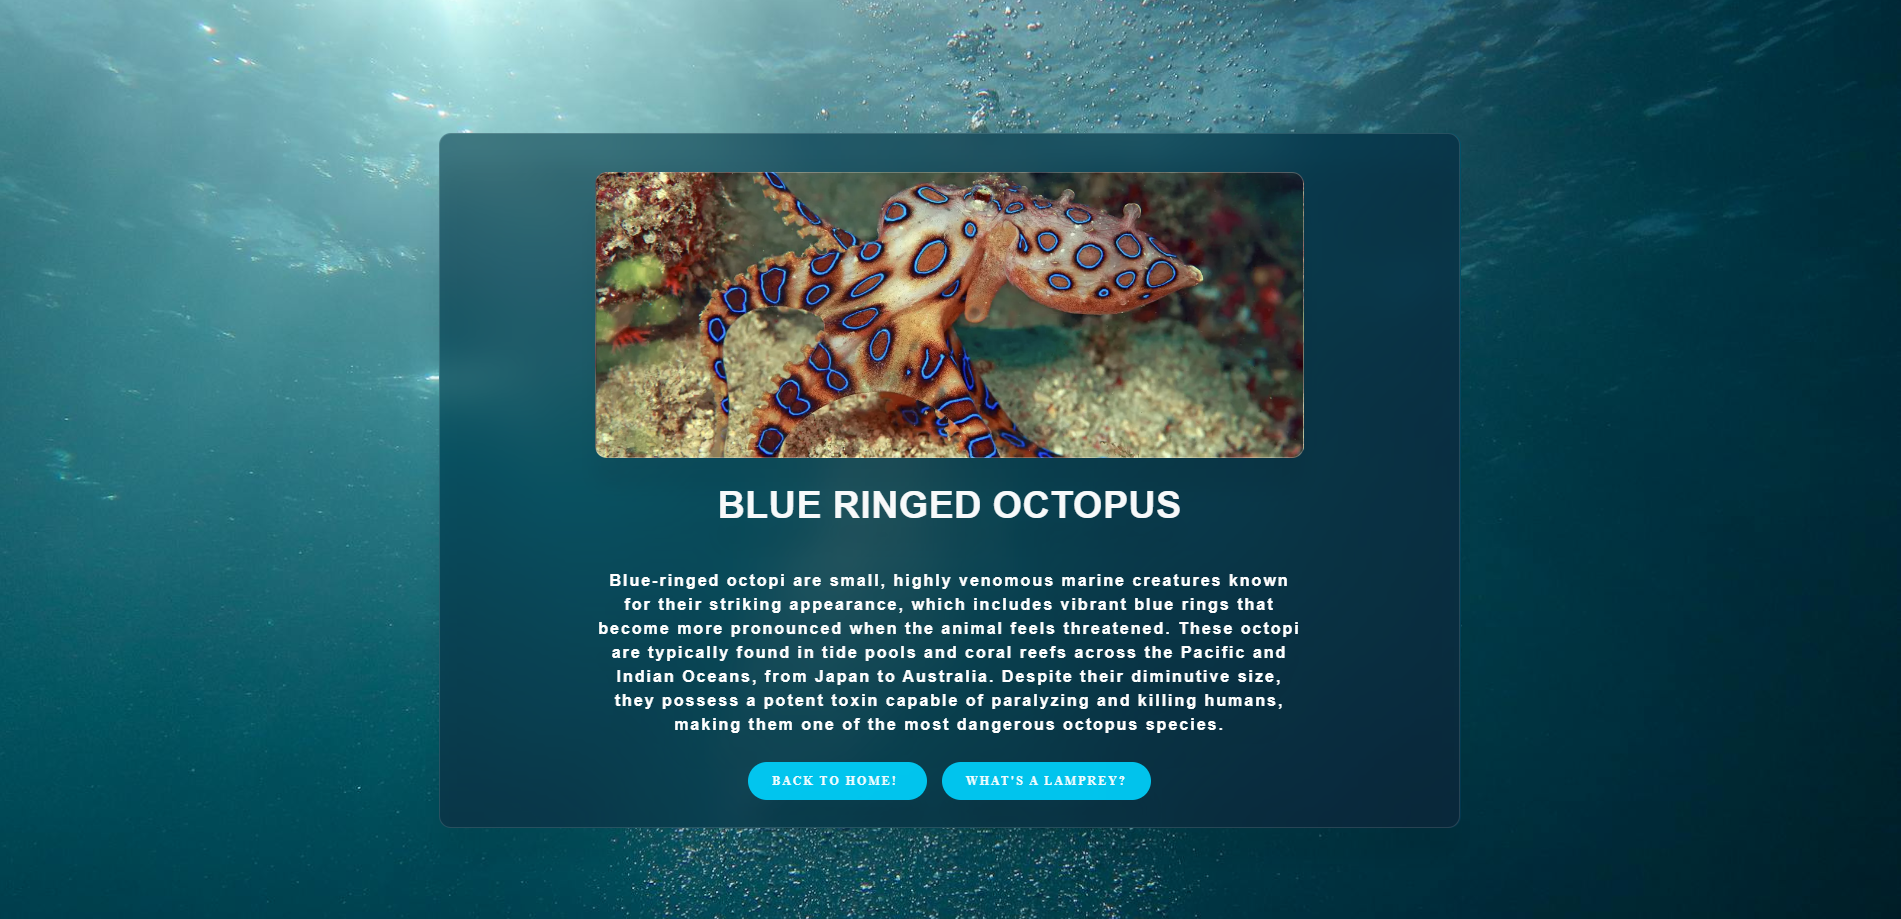 BLUE RINGED OCTOPUS
Blue-ringed octopi are small, highly venomous marine creatures known
for their striking appearance, which includes vibrant blue rings that
become more pronounced when the animal feels threatened. These octopi
are typically found in tide pools and coral reefs across the Pacific and
Indian Oceans, from Japan to Australia. Despite their diminutive size,
they possess a potent toxin capable of paralyzing and killing humans,
making them one of the most dangerous octopus species.
BACK TO HOME!
WHAT'S A LAMPREY?